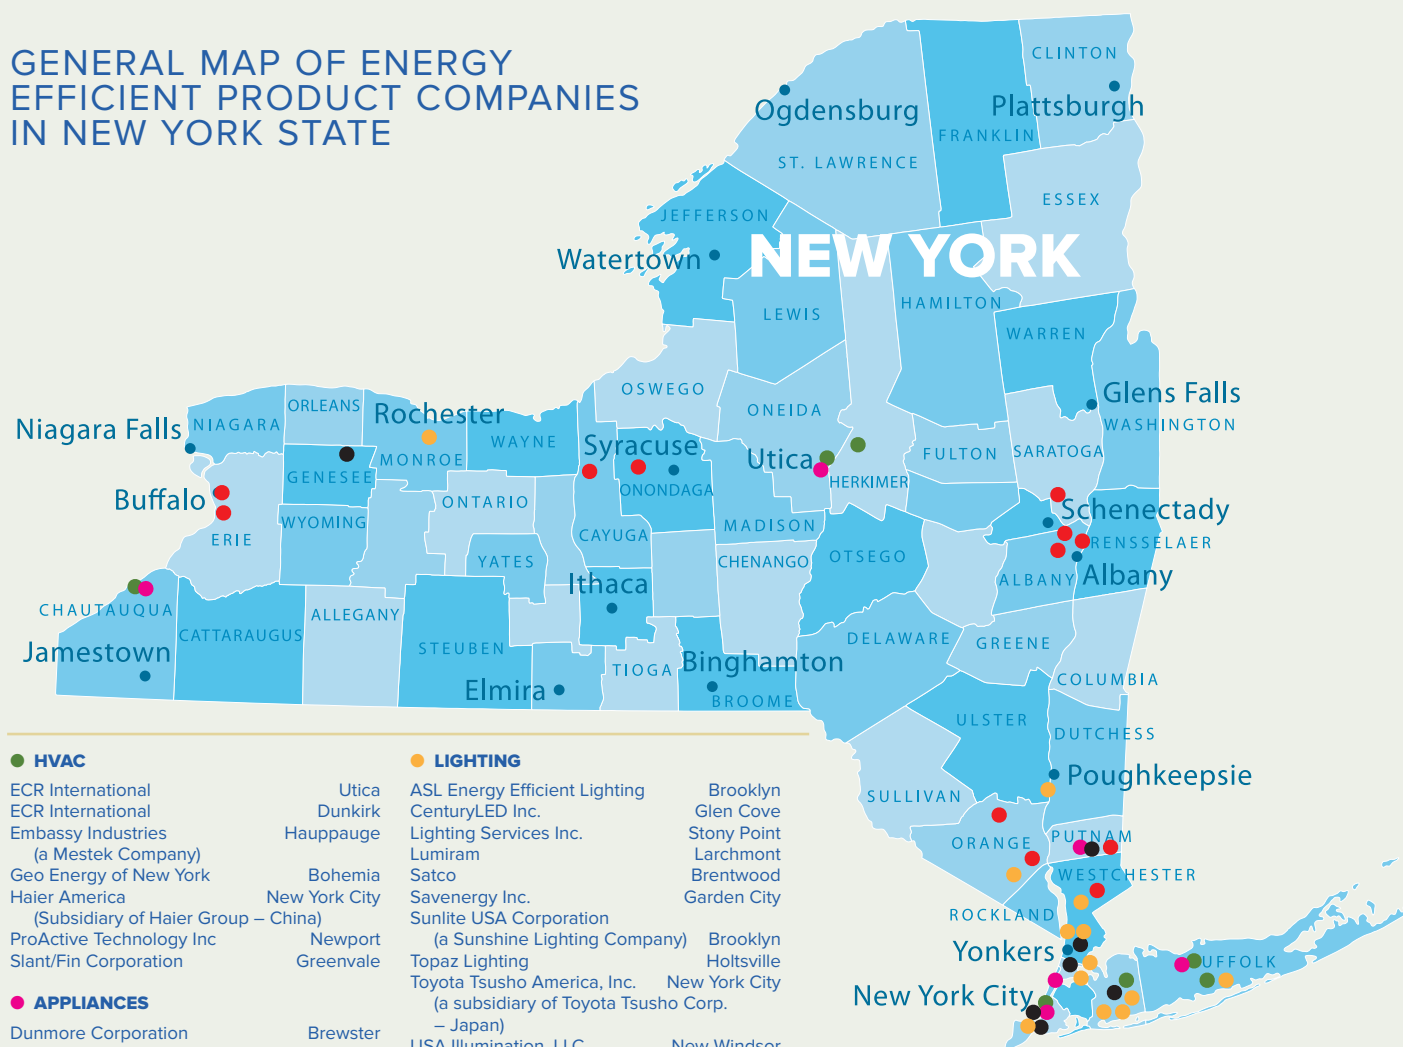 GENERAL MAP OF ENERGY
EFFICIENT PRODUCT COMPANIES
IN NEW YORK STATE
CLINTON
Ogdensburg
Plattsburgh
FRANKLIN
ST. LAWRENCE
ESSEX
JEFFERSON
NEW YORK
Watertown
HAMILTON
LEWIS
WARREN
OSWEGO
Glens Falls
ORLEANS
Rochester
ONEIDA
WASHINGTON
Niagara Falls
NIAGARA
WAYNE
Syracuse
SARATOGA
FULTON
MONROE
Utica
GENESEE
HERKIMER
ONONDAGA
Buffalo
ONTARIO
Schenectady
WYOMING
MADISON
CAYUGA
ERIE
RENSSELAER
YATES
CHENANGO
OTSEGO
ALBANY
Albany
Ithaca
CHAUTAUQUA
ALLEGANY
CATTARAUGUS
DELAWARE
GREENE
Jamestown
STEUBEN
TIOGA
Binghamton
COLUMBIA
Elmira
BROOME
ULSTER
DUTCHESS
Poughkeepsie
SULLIVAN
ORANGE
PUTNAM
WESTCHESTER
ROCKLAND
Yonkers
UFFOLK
New York City
HVAC
ECR International Utica
ECR International Dunkirk
Embassy Industries Hauppauge
(a Mestek Company)
Geo Energy of New York Bohemia
Haier America New York City
(Subsidiary of Haier Group – China)
ProActive Technology Inc Newport
Slant/Fin Corporation Greenvale
APPLIANCES
Dunmore Corporation Brewster
LIGHTING
ASL Energy Efficient Lighting Brooklyn
CenturyLED Inc. Glen Cove
Lighting Services Inc. Stony Point
Lumiram Larchmont
Satco Brentwood
Savenergy Inc. Garden City
Sunlite USA Corporation
(a Sunshine Lighting Company) Brooklyn
Topaz Lighting Holtsville
Toyota Tsusho America, Inc. New York City
(a subsidiary of Toyota Tsusho Corp.
– Japan)
USA Illumination, LLC New Windsor